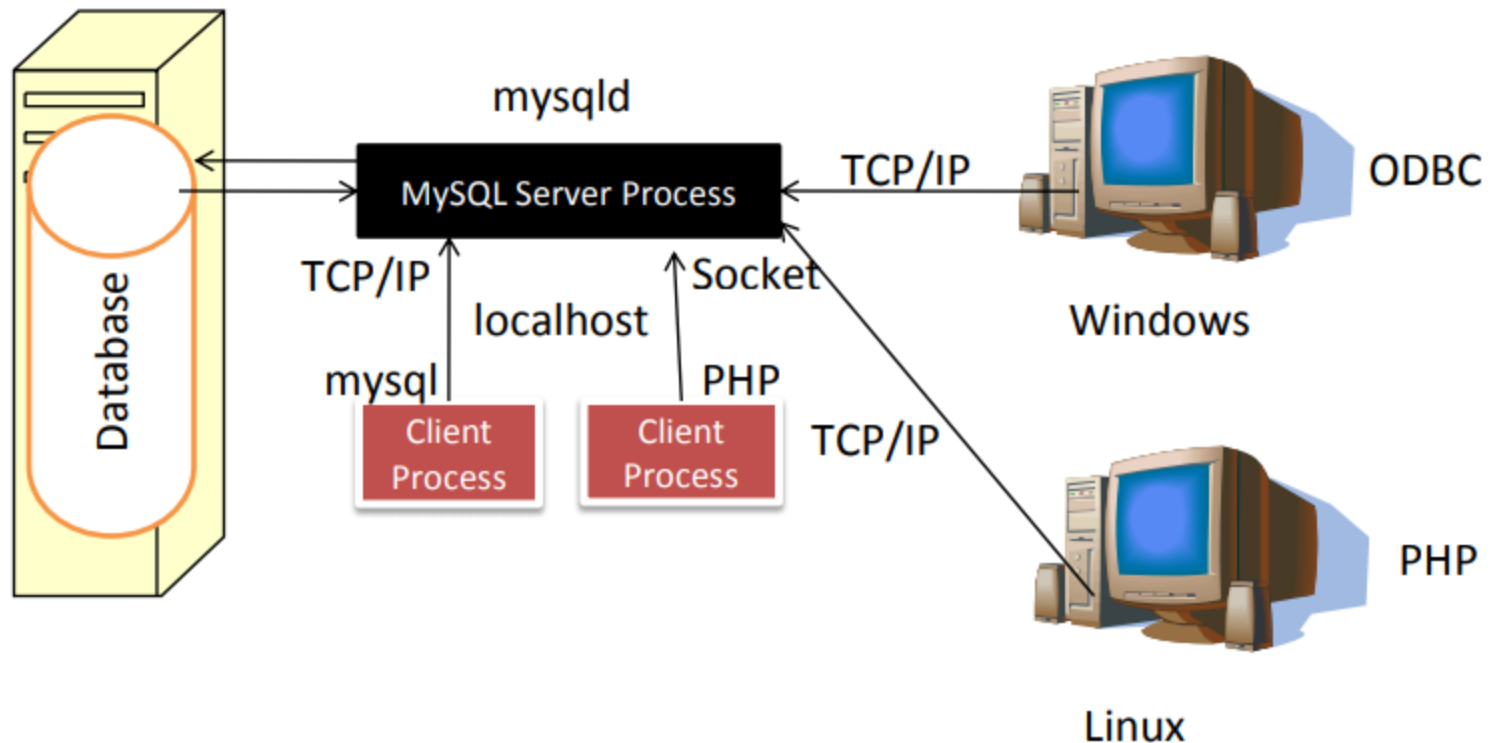 mysqld
MySQL Server Process
TCP/IP
ODBC
TCP/IP
Socket
localhost
Windows
Database
mysql
PHP
Client
Process
Client
Process
TCP/IP
PHP
Linux